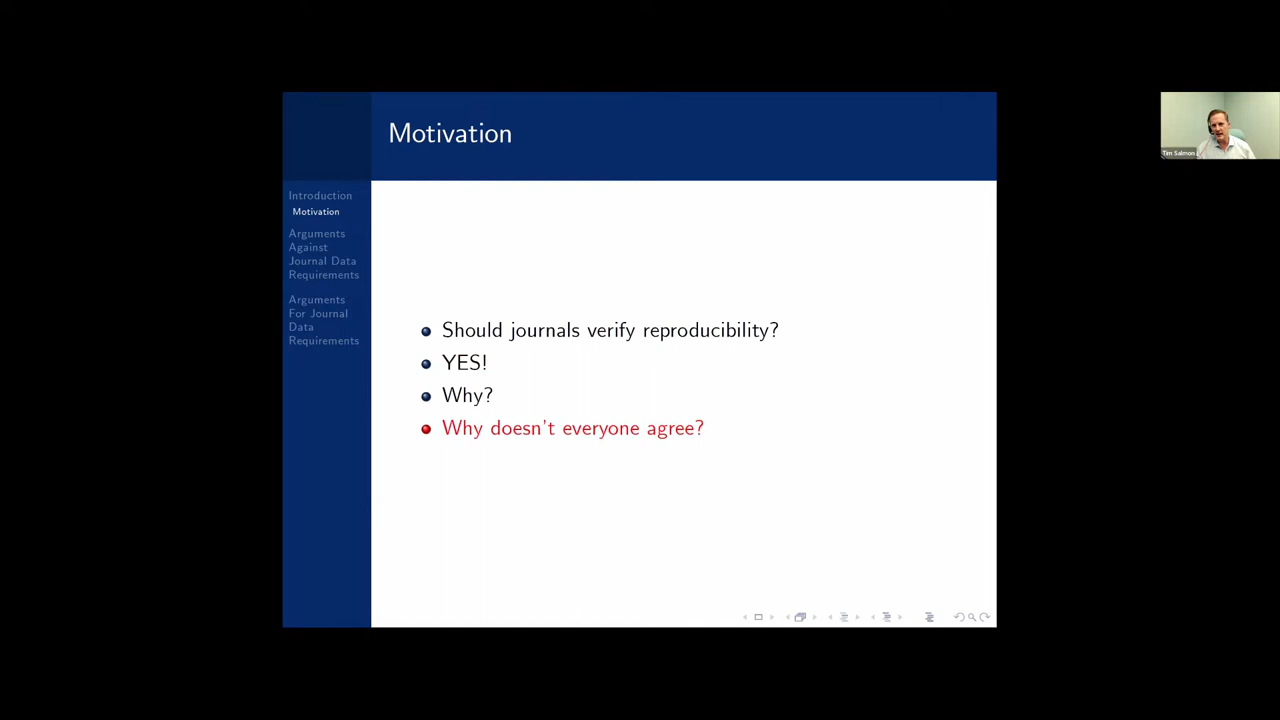 Motivation
Introduction
Motivation
Arguments
Against
Journal Data
Requirements
Arguments
For Journal
Data
Requirements
Should journals verify reproducibility?
YES!
Why?
Why doesn't everyone agree?
Tim Salmon